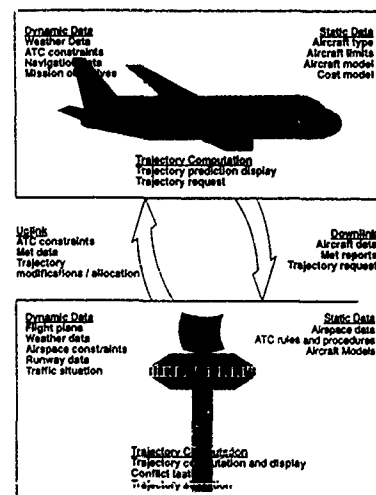 Dynamic Data
Weather Data
ATC constraints
Mission
Static Data
Aircraft type
Aircraft limits
Aircraft model
Cost model
Trajectory Computation
Trajectory prediction display
Trajectory request
Uplink
ATC constraints
Met data
Trajectory
modifications / allocation
Downlink
Aircraft data
Met reports
Trajectory request
Dynamic Data
Flight plans
Weather data
Airspace constraints
Runway data
Traffic situation
Static Data
Airspace data
ATC rules and procedures
Aircraft Models
Trajectory
Trajectory and display
Conflict
Trajectory